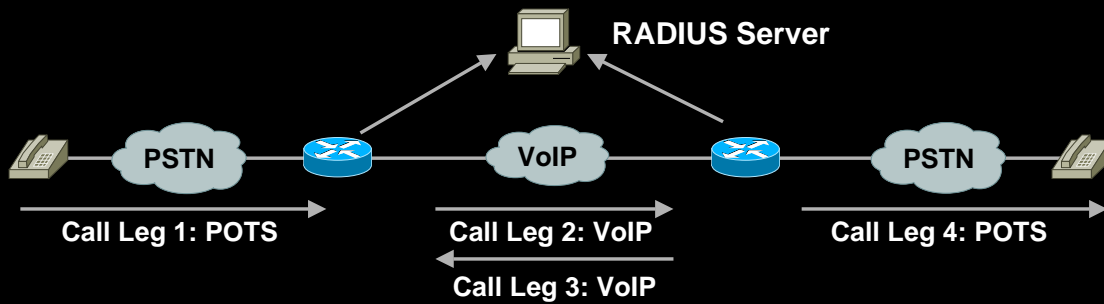 RADIUS Server
PSTN
VoIP
PSTN
Call Leg 1: POTS
Call Leg 2: VoIP
Call Leg 4: POTS
Call Leg 3: VoIP